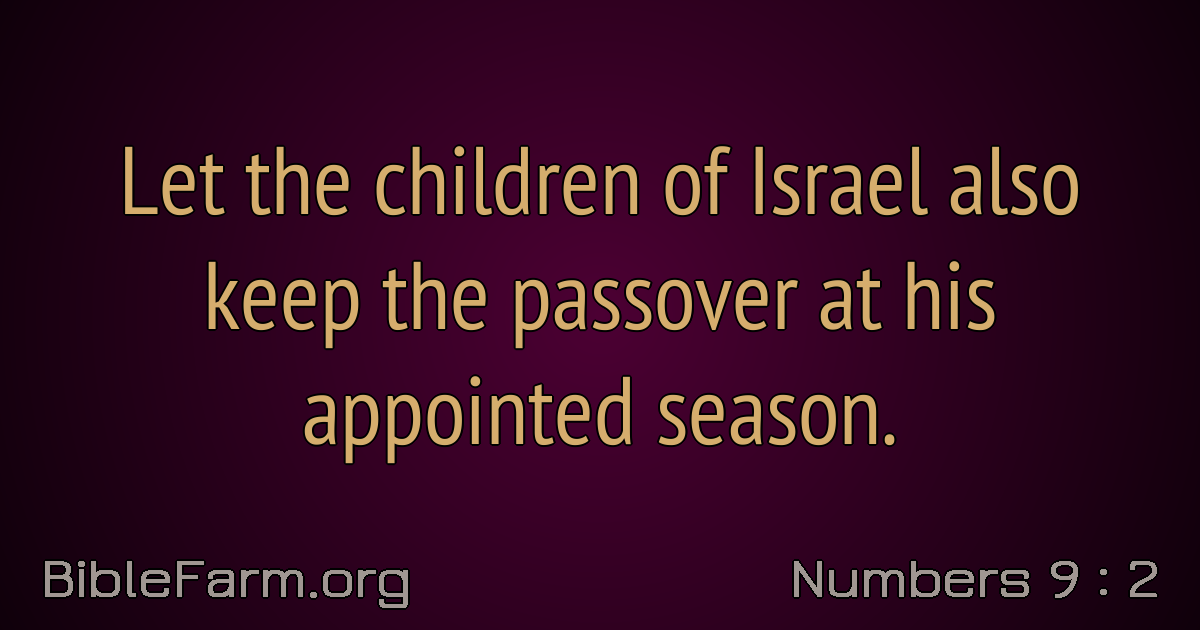 Let the children of Israel also
keep the passover at his
appointed season.
BibleFarm.org
Numbers 9 : 2